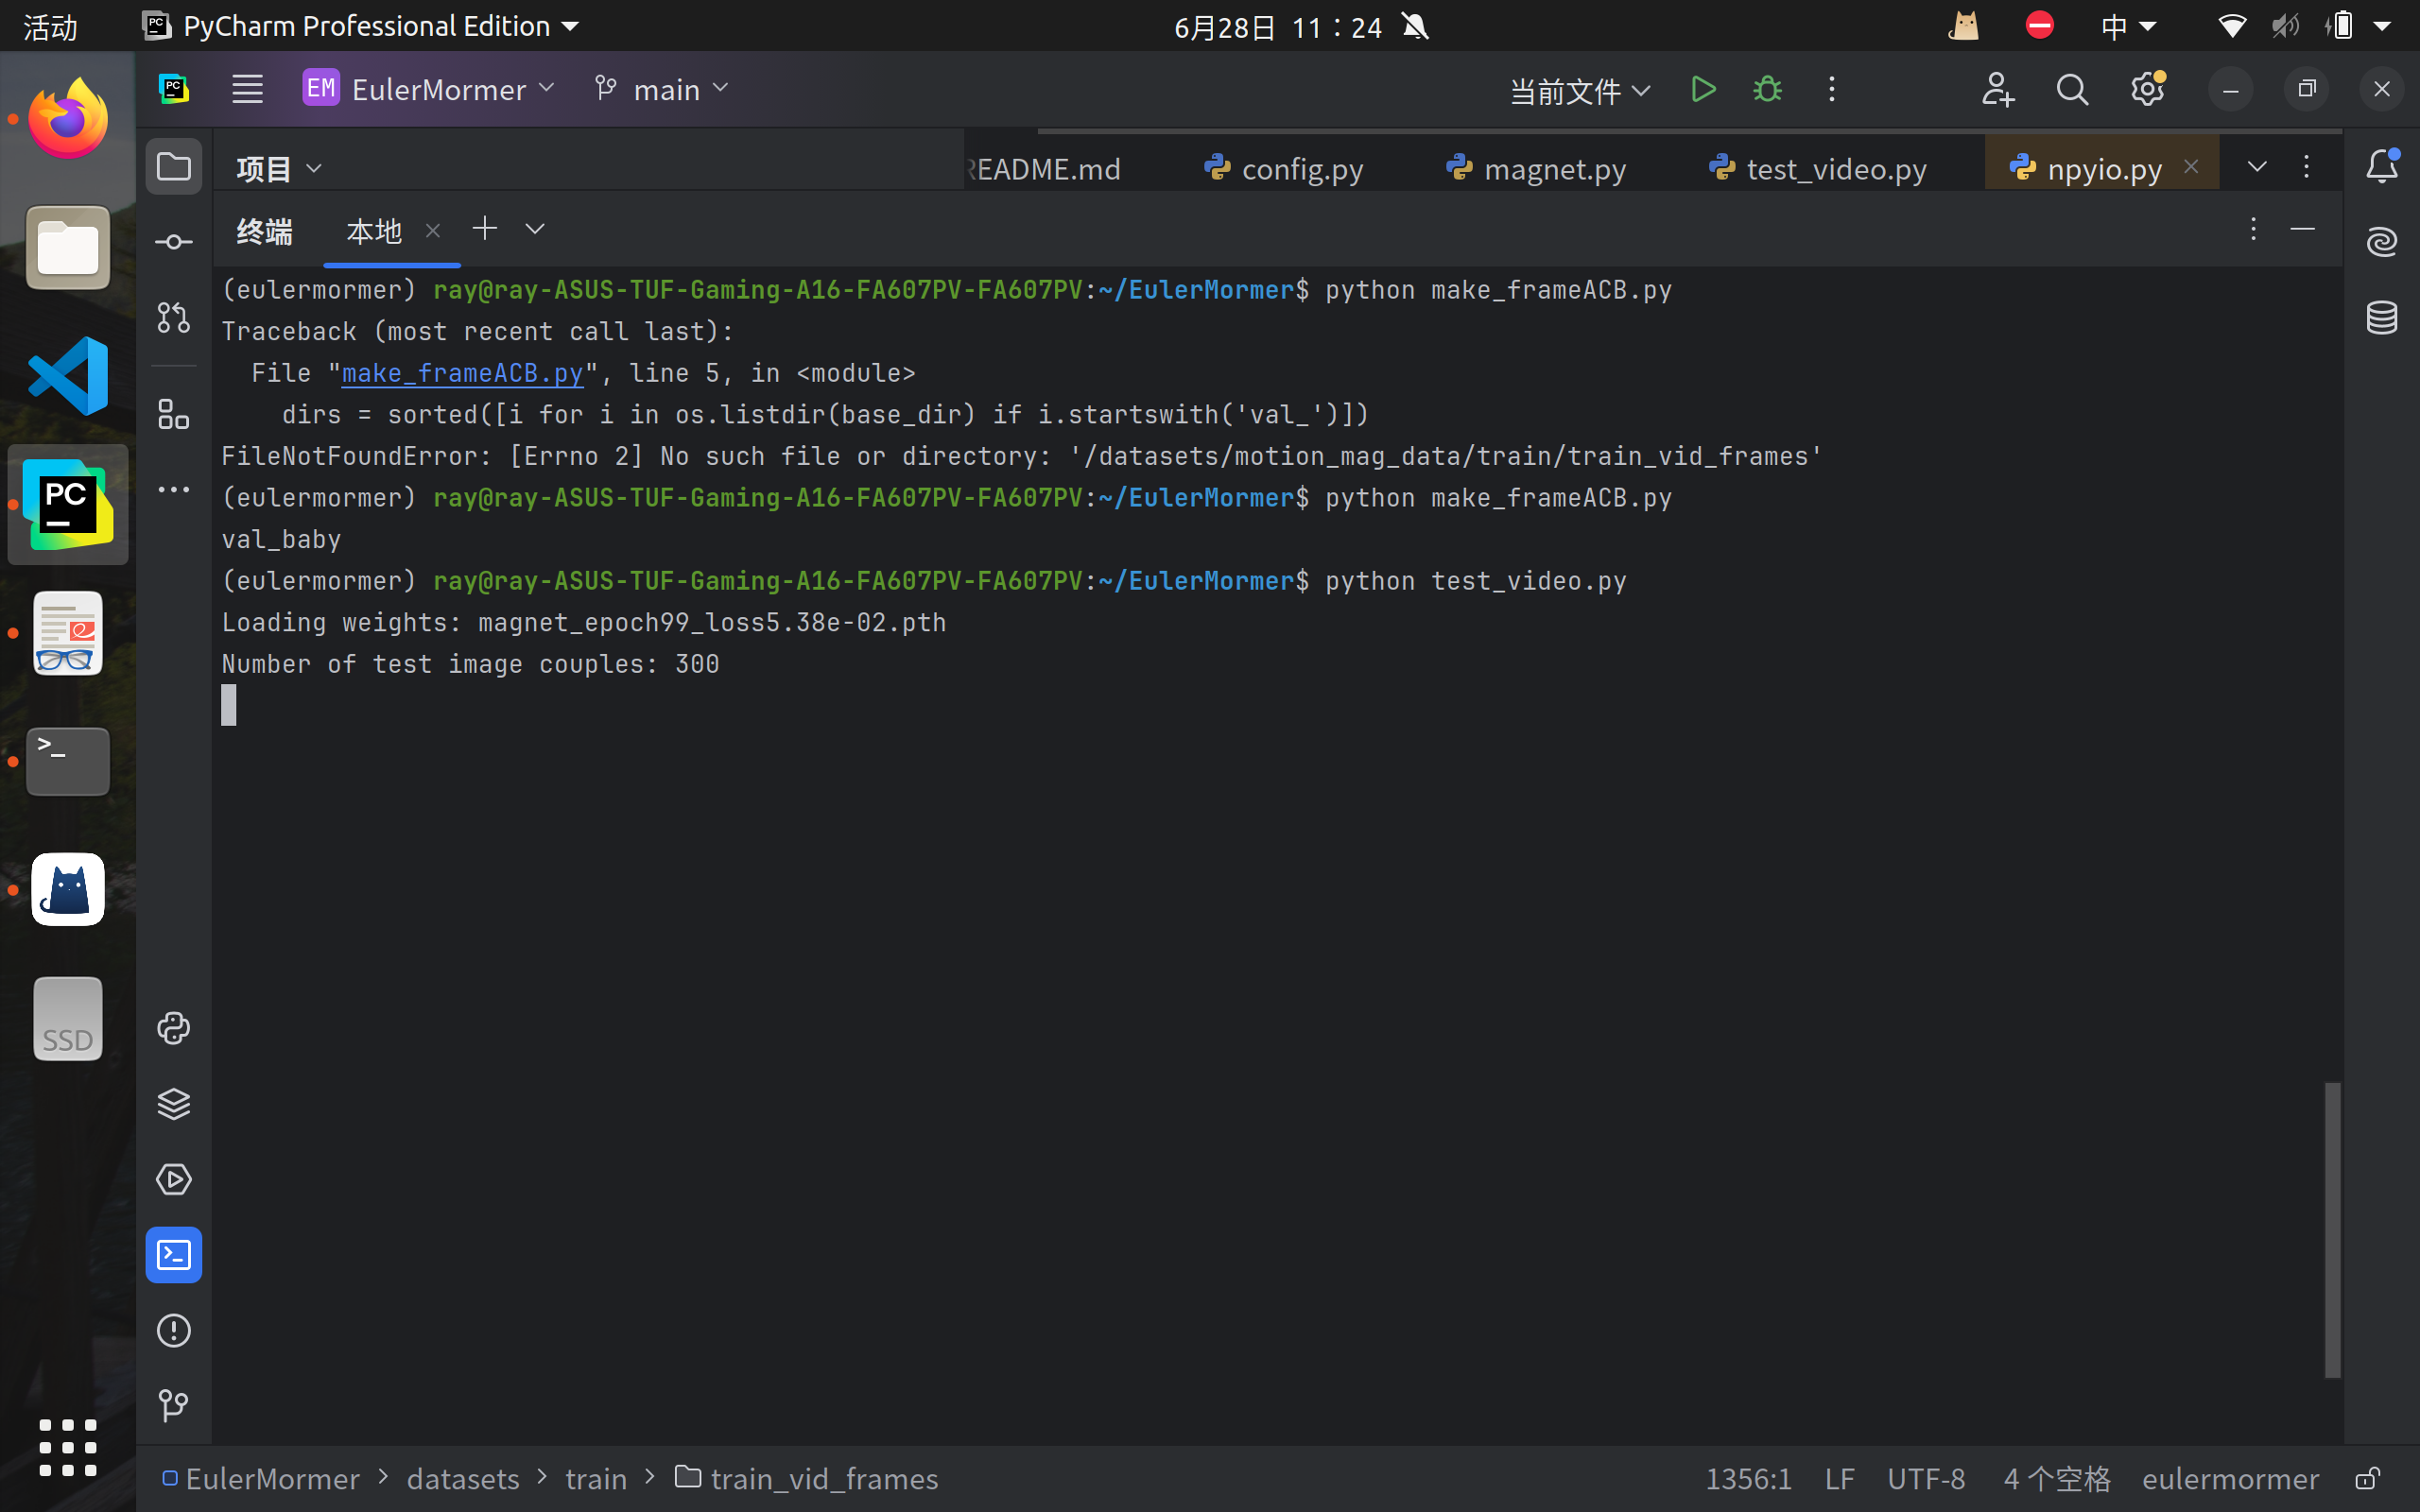 活动
PC PyCharm Professional Edition
6月28日 11:24
中
PC
EM EulerMormer
main
当前文件
项目
README.md
config.py
magnet.py
test_video.py
npyio.py
终端
本地
(eulermormer) ray@ray-ASUS-TUF-Gaming-A16-FA607PV-FA607PV:~/EulerMormer$ python make_frameACB.py
Traceback (most recent call last):
  File "make_frameACB.py", line 5, in <module>
    dirs = sorted([i for i in os.listdir(base_dir) if i.startswith('val_')])
FileNotFoundError: [Errno 2] No such file or directory: '/datasets/motion_mag_data/train/train_vid_frames'
(eulermormer) ray@ray-ASUS-TUF-Gaming-A16-FA607PV-FA607PV:~/EulerMormer$ python make_frameACB.py
val_baby
(eulermormer) ray@ray-ASUS-TUF-Gaming-A16-FA607PV-FA607PV:~/EulerMormer$ python test_video.py
Loading weights: magnet_epoch99_loss5.38e-02.pth
Number of test image couples: 300
PC
>_
SSD
EulerMormer > datasets > train > train_vid_frames
1356:1 LF UTF-8 4 个空格 eulermormer